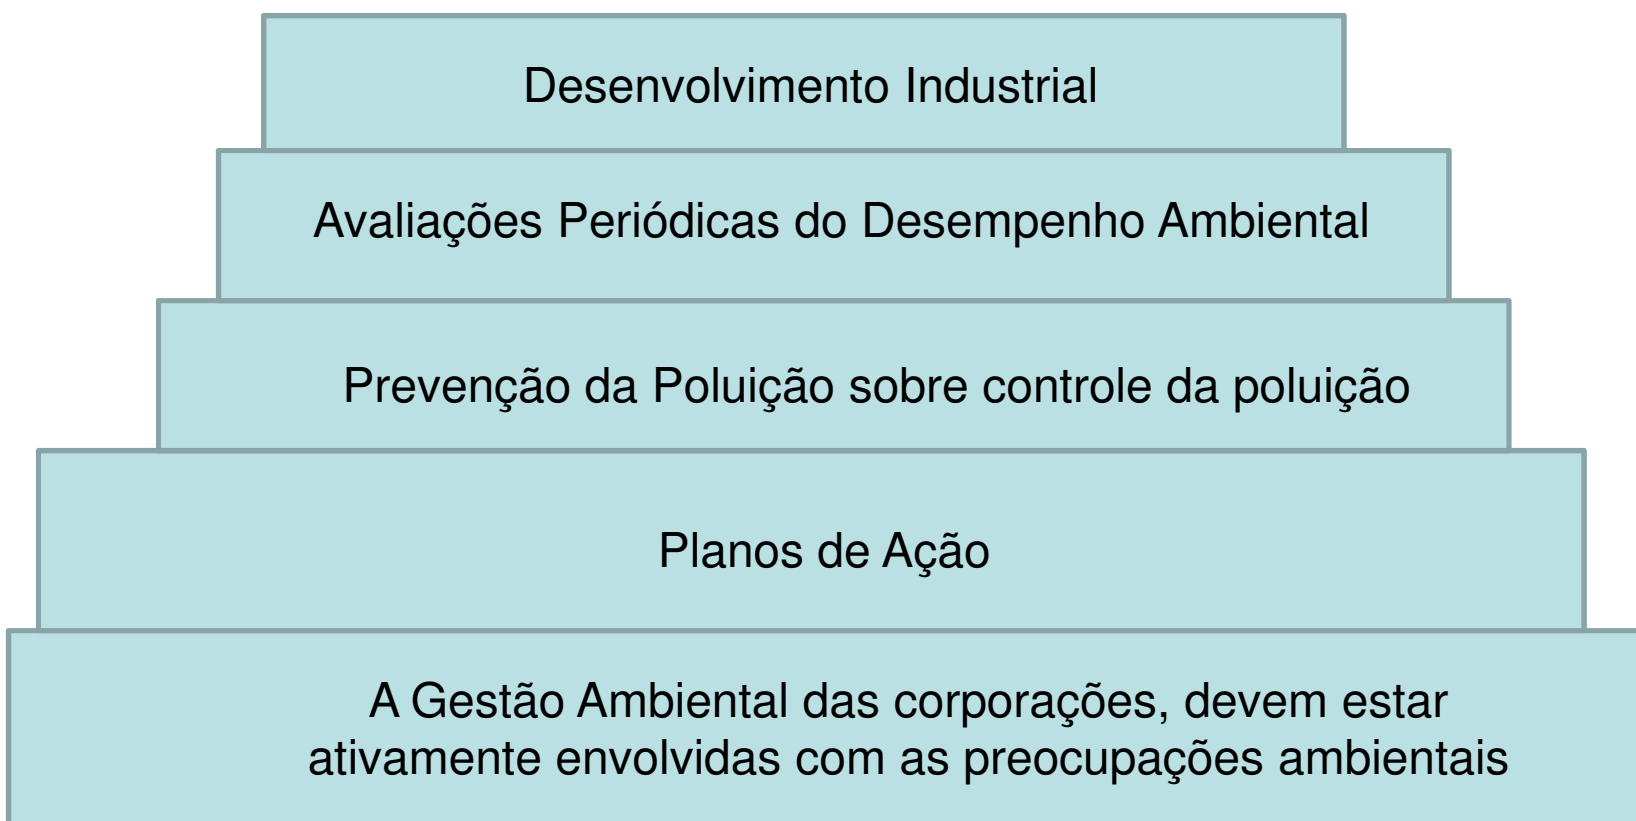 Desenvolvimento Industrial
Avaliações Periódicas do Desempenho Ambiental
Prevenção da Poluição sobre controle da poluição
Planos de Ação
A Gestão Ambiental das corporações, devem estar
ativamente envolvidas com as preocupações ambientais